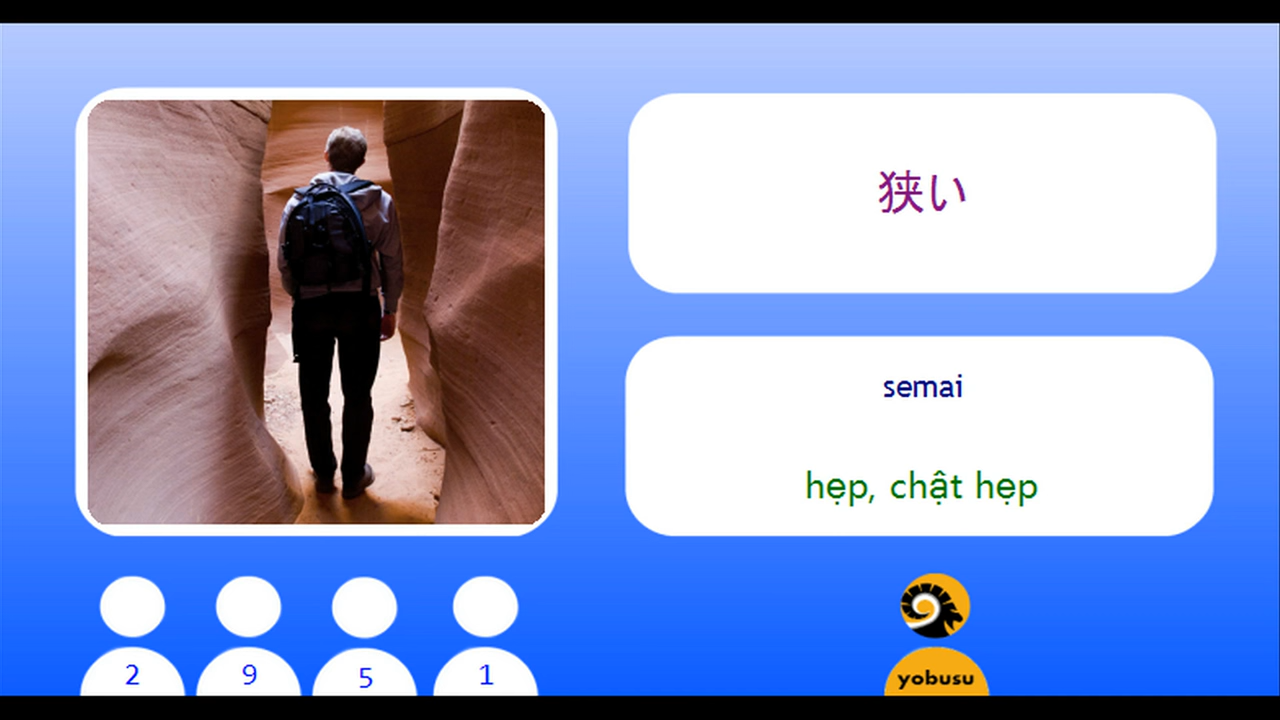 狭い
semai
hẹp, chật hẹp
2 9 5 1
yobusu